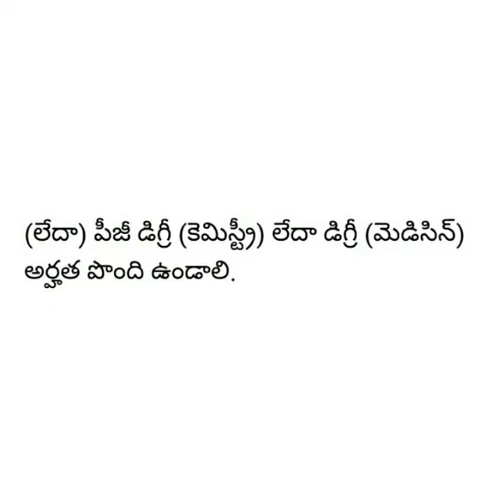 (లేదా) పీజీ డిగ్రీ (కెమిస్ట్రీ) లేదా డిగ్రీ (మెడిసిన్)
అర్హత పొంది ఉండాలి.